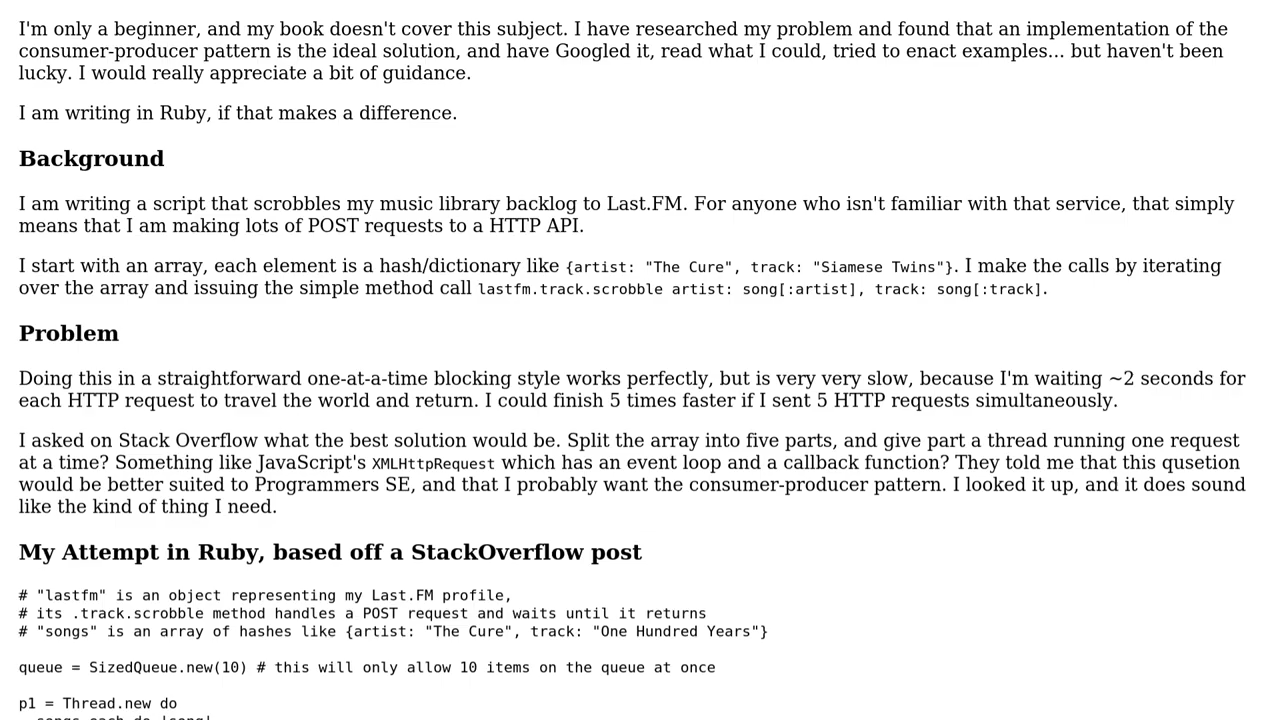 I'm only a beginner, and my book doesn't cover this subject. I have researched my problem and found that an implementation of the
consumer-producer pattern is the ideal solution, and have Googled it, read what I could, tried to enact examples... but haven't been
lucky. I would really appreciate a bit of guidance.
I am writing in Ruby, if that makes a difference.
Background
I am writing a script that scrobbles my music library backlog to Last.FM. For anyone who isn't familiar with that service, that simply
means that I am making lots of POST requests to a HTTP API.
I start with an array, each element is a hash/dictionary like {artist: "The Cure", track: "Siamese Twins"}. I make the calls by iterating
over the array and issuing the simple method call lastfm.track.scrobble artist: song[:artist], track: song[:track].
Problem
Doing this in a straightforward one-at-a-time blocking style works perfectly, but is very very slow, because I'm waiting ~2 seconds for
each HTTP request to travel the world and return. I could finish 5 times faster if I sent 5 HTTP requests simultaneously.
I asked on Stack Overflow what the best solution would be. Split the array into five parts, and give part a thread running one request
at a time? Something like JavaScript's XMLHttpRequest which has an event loop and a callback function? They told me that this qusetion
would be better suited to Programmers SE, and that I probably want the consumer-producer pattern. I looked it up, and it does sound
like the kind of thing I need.
My Attempt in Ruby, based off a StackOverflow post
# "lastfm" is an object representing my Last.FM profile,
# its .track.scrobble method handles a POST request and waits until it returns
# "songs" is an array of hashes like {artist: "The Cure", track: "One Hundred Years"}
queue = SizedQueue.new(10) # this will only allow 10 items on the queue at once
p1 = Thread.new do
songs.each do |song|